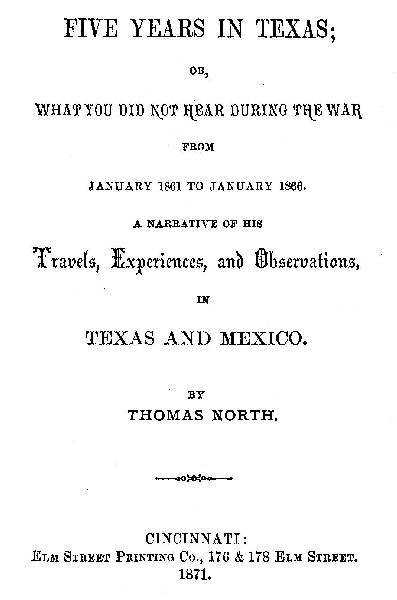 FIVE YEARS IN TEXAS;
OR,
WHAT YOU DID NOT HEAR DURING THE WAR
FROM
JANUARY 1861 TO JANUARY 1866.
A NARRATIVE OF HIS
Travels, Experiences, and Observations,
IN
TEXAS AND MEXICO.
BY
THOMAS NORTH.
CINCINNATI:
ELM STREET PRINTING CO., 176 & 178 ELM STREET.
1871.